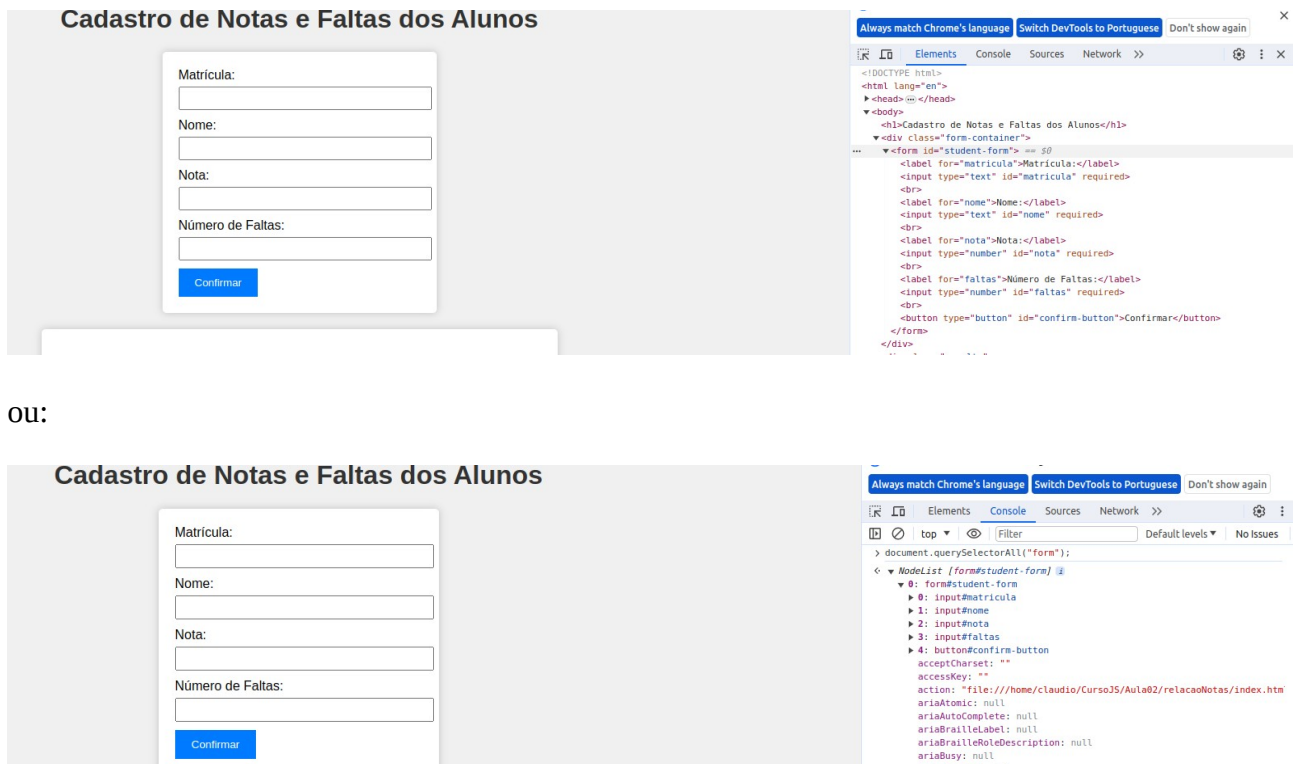 Cadastro de Notas e Faltas dos Alunos
Matrícula:
Nome:
Nota:
Número de Faltas:
Confirmar
Always match Chrome's language Switch DevTools to Portuguese Don't show again
Elements Console Sources Network
<!DOCTYPE html>
<html lang="en">
<head> … </head>
<body>
<h1>Cadastro de Notas e Faltas dos Alunos</h1>
<div class="form-container">
… <form id="student-form"> == $0
<label for="matricula">Matrícula:</label>
<input type="text" id="matricula" required>
<br>
<label for="nome">Nome:</label>
<input type="text" id="nome" required>
<br>
<label for="nota">Nota:</label>
<input type="number" id="nota" required>
<br>
<label for="faltas">Número de Faltas:</label>
<input type="number" id="faltas" required>
<br>
<button type="button" id="confirm-button">Confirmar</button>
</form>
</div>
ou:
Cadastro de Notas e Faltas dos Alunos
Matrícula:
Nome:
Nota:
Número de Faltas:
Confirmar
Always match Chrome's language Switch DevTools to Portuguese Don't show again
Elements Console Sources Network
top Filter Default levels No Issues
document.querySelectorAll("form");
NodeList [form#student-form] i
0: form#student-form
0: input#matricula
1: input#nome
2: input#nota
3: input#faltas
4: button#confirm-button
acceptCharset: ""
accessKey: ""
action: "file:///home/claudio/CursoJS/Aula02/relacaoNotas/index.htm
ariaAtomic: null
ariaAutoComplete: null
ariaBrailleLabel: null
ariaBrailleRoleDescription: null
ariaBusy: null